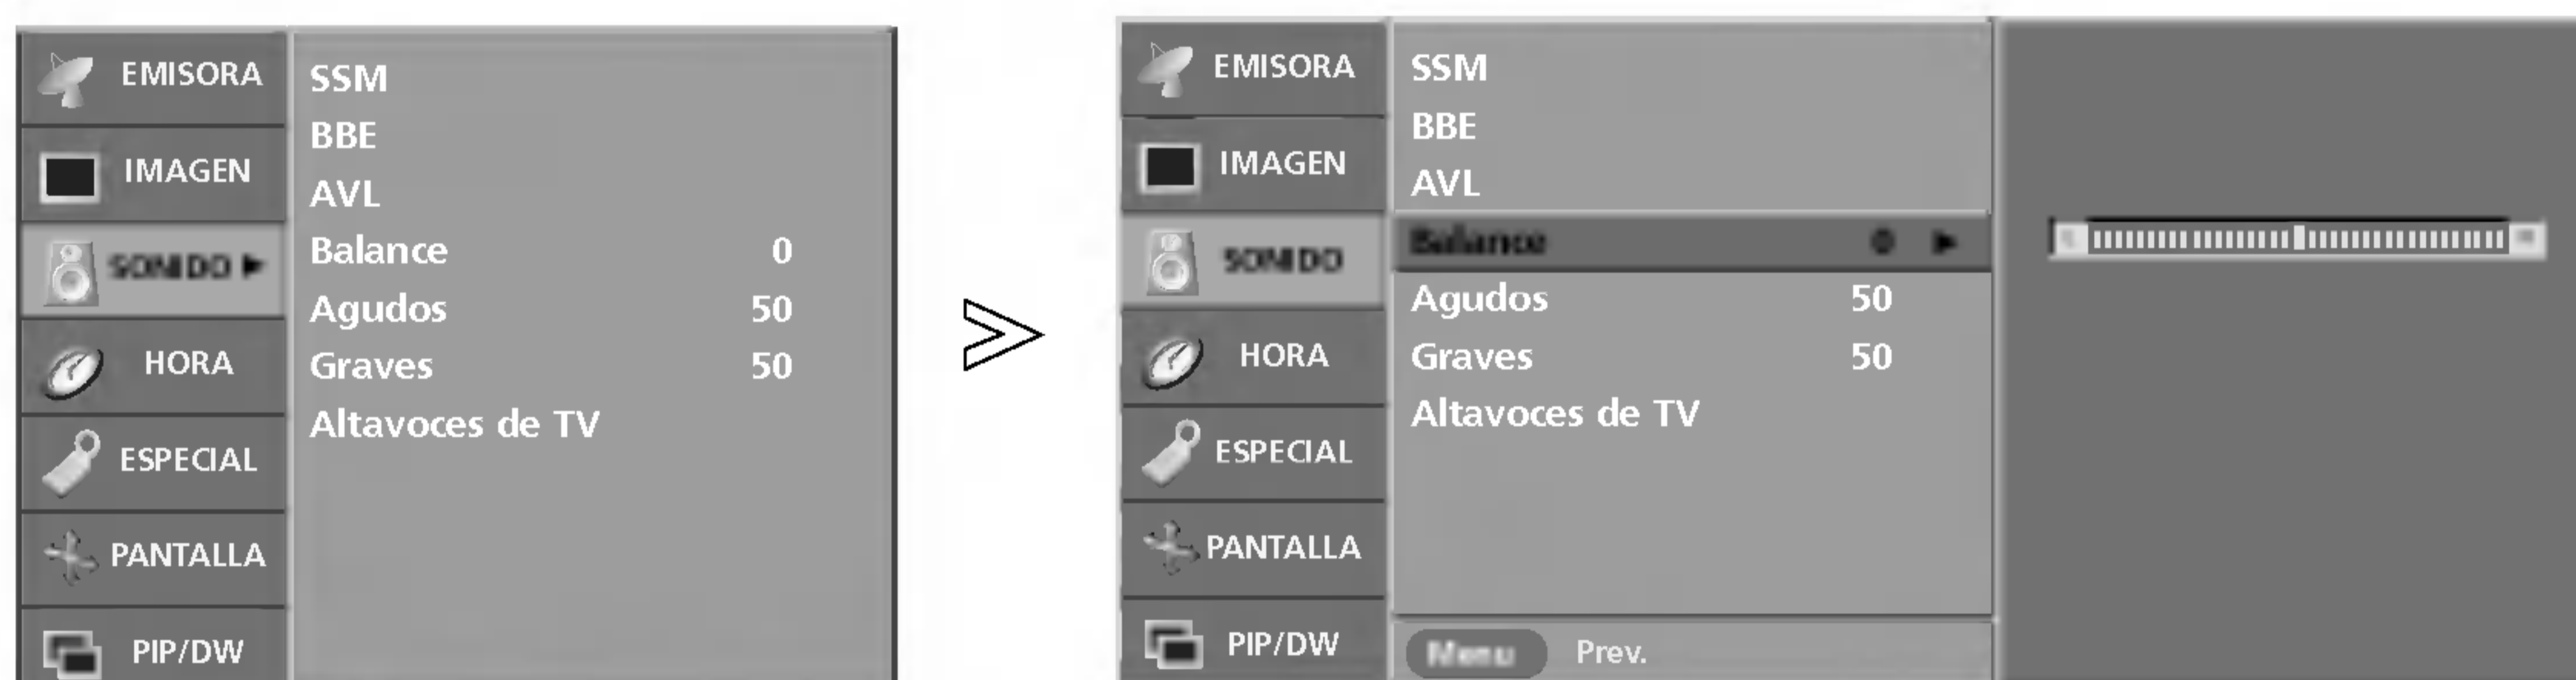 EMISORA
IMAGEN
SONIDO
HORA
ESPECIAL
PANTALLA
PIP/DW
SSM
BBE
AVL
Balance 0
Agudos 50
Graves 50
Altavoces de TV
EMISORA
IMAGEN
SONIDO
HORA
ESPECIAL
PANTALLA
PIP/DW
SSM
BBE
AVL
Balance 0
Agudos 50
Graves 50
Altavoces de TV
Menu Prev.